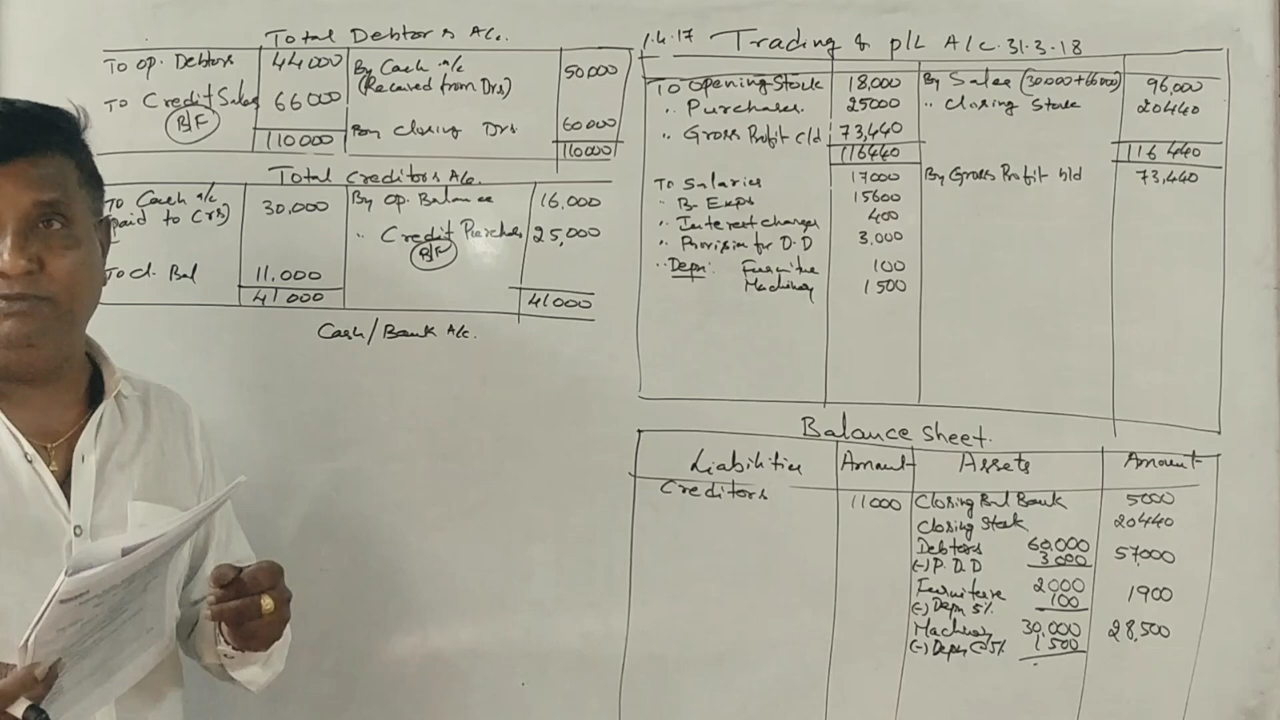 Total Debtors A/c.
To Op. Debtors 44000 By Cash a/c 50000
(Received from Drs)
To Credit Sales 66000
B/F
By closing Drs 60000
110000 110000
Total Creditors A/c.
To Cash a/c 30,000 By Op. Balance 16,000
(paid to Crs)
" Credit Purchases 25,000
B/F
To cl. Bal 11.000
41000 41000
Cash/Bank A/c.
1.4.17 Trading & P/L A/c. 31.3.18
To Opening Stock 18,000 By Sales (30000+66000) 96,000
" Purchases. 25000 " Closing Stock 20440
" Gross Profit c/d 73,440
116440 116440
To Salaries 17000 By Gross Profit b/d 73,440
" B. Exps 15600
" Interest charges 400
" Provision for D.D 3,000
" Depn: Furniture 100
Machinery 1500
Balance Sheet.
Liabilities Amount Assets Amount
Creditors 11000 Closing Bal Bank 5000
Closing Stock 20440
Debtors 60,000
(-) P.D.D 3000 57,000
Furniture 2000
(-) Depn 5% 100 1900
Machinery 30,000 28,500
(-) Depn @5% 1500